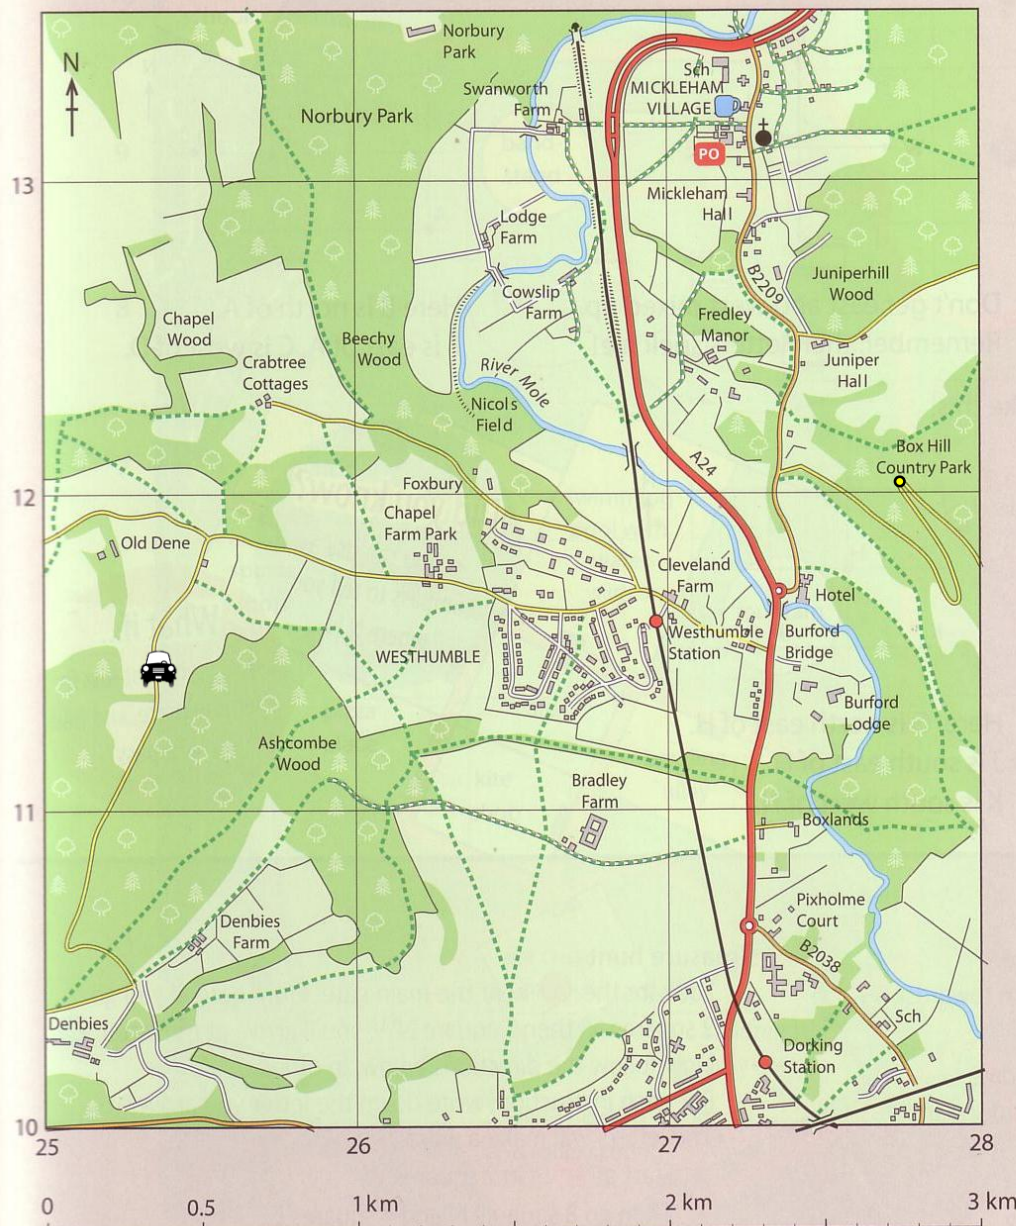 Norbury
Park
N
Sch
MICKLEHAM
VILLAGE
Swanworth
Farm
Norbury Park
PO
13
Mickleham
Hall
Lodge
Farm
B2209
Juniperhill
Wood
Cowslip
Farm
Fredley
Manor
Chapel
Wood
Beechy
Wood
Crabtree
Cottages
River Mole
Juniper
Hall
Nicols
Field
Box Hill
Country Park
A24
12
Foxbury
Chapel
Farm Park
Old Dene
Cleveland
Farm
Hotel
WESTHUMBLE
Westhumble
Station
Burford
Bridge
Burford
Lodge
Ashcombe
Wood
Bradley
Farm
11
Boxlands
Pixholme
Court
Denbies
Farm
B2038
Denbies
Sch
Dorking
Station
10
25
26
27
28
0
0.5
1 km
2 km
3 km